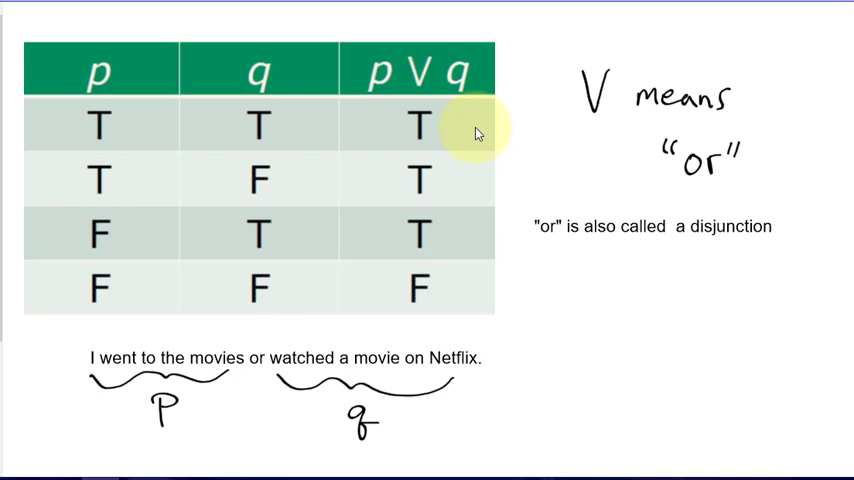 p q p V q
T T T
T F T
F T T
F F F
V means
"or"
"or" is also called a disjunction
I went to the movies or watched a movie on Netflix.
P q